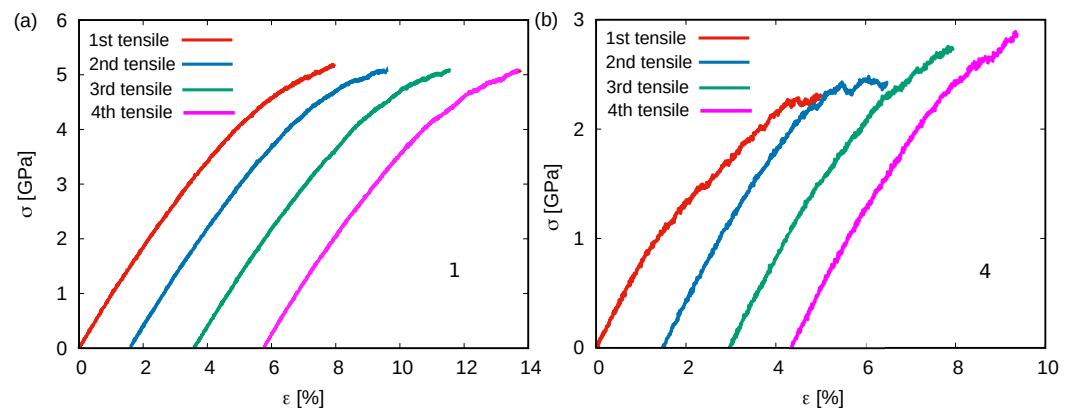 (a)
6
5
4
3
2
1
0
σ [GPa]
1st tensile
2nd tensile
3rd tensile
4th tensile
1
0 2 4 6 8 10 12 14
ε [%]
(b)
3
2
1
0
σ [GPa]
1st tensile
2nd tensile
3rd tensile
4th tensile
4
0 2 4 6 8 10
ε [%]